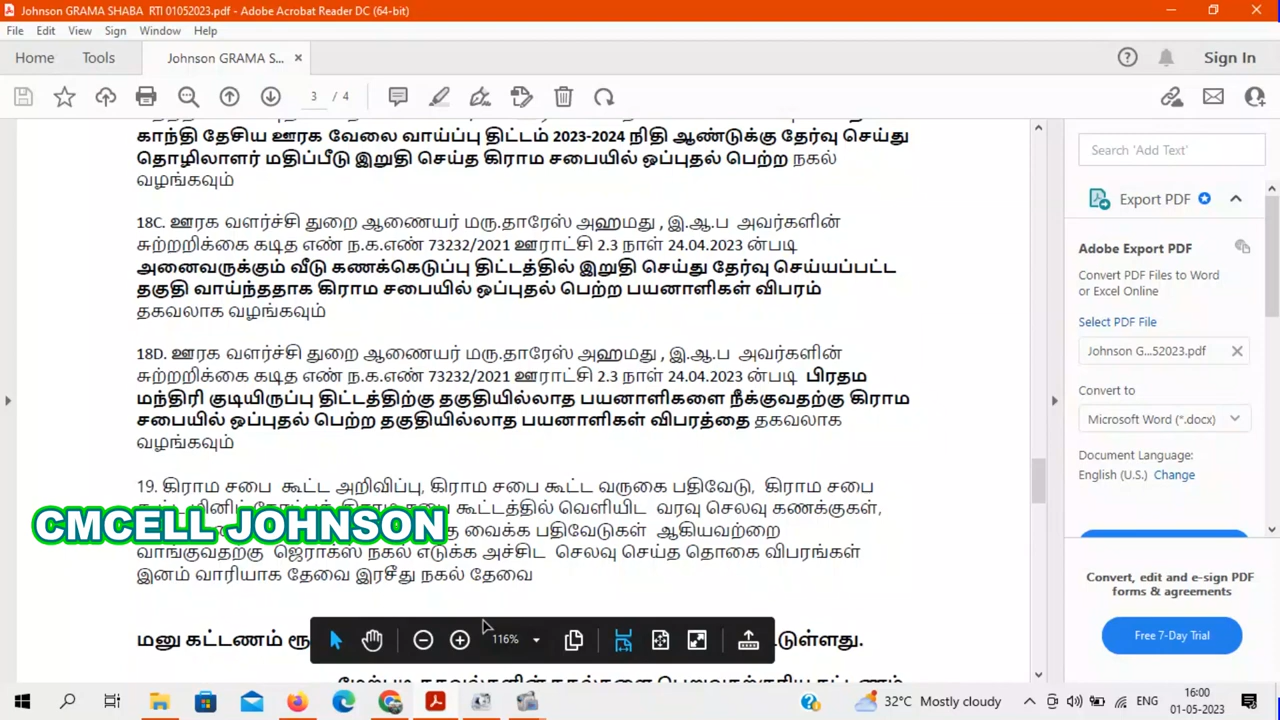 Johnson GRAMA SHABA RTI 01052023.pdf - Adobe Acrobat Reader DC (64-bit)
File Edit View Sign Window Help
Home Tools Johnson GRAMA S... ×
3 / 4
Sign In
காந்தி தேசிய ஊரக வேலை வாய்ப்பு திட்டம் 2023-2024 நிதி ஆண்டுக்கு தேர்வு செய்து
தொழிலாளர் மதிப்பீடு இறுதி செய்த கிராம சபையில் ஒப்புதல் பெற்ற நகல்
வழங்கவும்
18C. ஊரக வளர்ச்சி துறை ஆணையர் மரு.தாரேஸ் அஹமது , இ.ஆ.ப அவர்களின்
சுற்றறிக்கை கடித எண் ந.க.எண் 73232/2021 ஊராட்சி 2.3 நாள் 24.04.2023 ன்படி
அனைவருக்கும் வீடு கணக்கெடுப்பு திட்டத்தில் இறுதி செய்து தேர்வு செய்யப்பட்ட
தகுதி வாய்ந்ததாக கிராம சபையில் ஒப்புதல் பெற்ற பயனாளிகள் விபரம்
தகவலாக வழங்கவும்
18D. ஊரக வளர்ச்சி துறை ஆணையர் மரு.தாரேஸ் அஹமது , இ.ஆ.ப அவர்களின்
சுற்றறிக்கை கடித எண் ந.க.எண் 73232/2021 ஊராட்சி 2.3 நாள் 24.04.2023 ன்படி பிரதம
மந்திரி குடியிருப்பு திட்டத்திற்கு தகுதியில்லாத பயனாளிகளை நீக்குவதற்கு கிராம
சபையில் ஒப்புதல் பெற்ற தகுதியில்லாத பயனாளிகள் விபரத்தை தகவலாக
வழங்கவும்
19. கிராம சபை கூட்ட அறிவிப்பு, கிராம சபை கூட்ட வருகை பதிவேடு, கிராம சபை
கூட்டத்தில் வெளியிட வரவு செலவு கணக்குகள்,
வைக்க பதிவேடுகள் ஆகியவற்றை
வாங்குவதற்கு ஜெராக்ஸ் நகல் எடுக்க அச்சிட செலவு செய்த தொகை விபரங்கள்
இனம் வாரியாக தேவை இரசீது நகல் தேவை
CMCELL JOHNSON
மனு கட்டணம்
116%
Search 'Add Text'
Export PDF
Adobe Export PDF
Convert PDF Files to Word
or Excel Online
Select PDF File
Johnson G...52023.pdf
Convert to
Microsoft Word (*.docx)
Document Language:
English (U.S.) Change
Convert, edit and e-sign PDF
forms & agreements
Free 7-Day Trial
32°C Mostly cloudy
ENG
16:00
01-05-2023